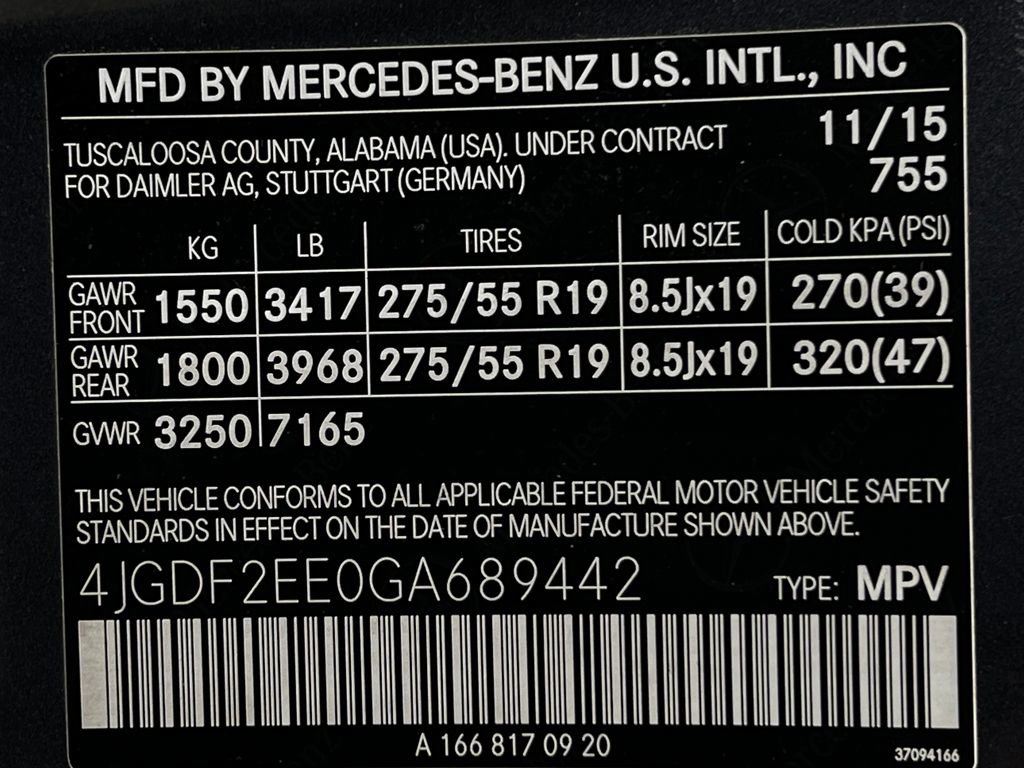 MFD BY MERCEDES-BENZ U.S. INTL., INC
TUSCALOOSA COUNTY, ALABAMA (USA). UNDER CONTRACT 11/15
FOR DAIMLER AG, STUTTGART (GERMANY) 755
KG LB TIRES RIM SIZE COLD KPA (PSI)
GAWR FRONT 1550 3417 275/55 R19 8.5Jx19 270(39)
GAWR REAR 1800 3968 275/55 R19 8.5Jx19 320(47)
GVWR 3250 7165
THIS VEHICLE CONFORMS TO ALL APPLICABLE FEDERAL MOTOR VEHICLE SAFETY
STANDARDS IN EFFECT ON THE DATE OF MANUFACTURE SHOWN ABOVE.
4JGDF2EE0GA689442 TYPE: MPV
A 166 817 09 20
37094166